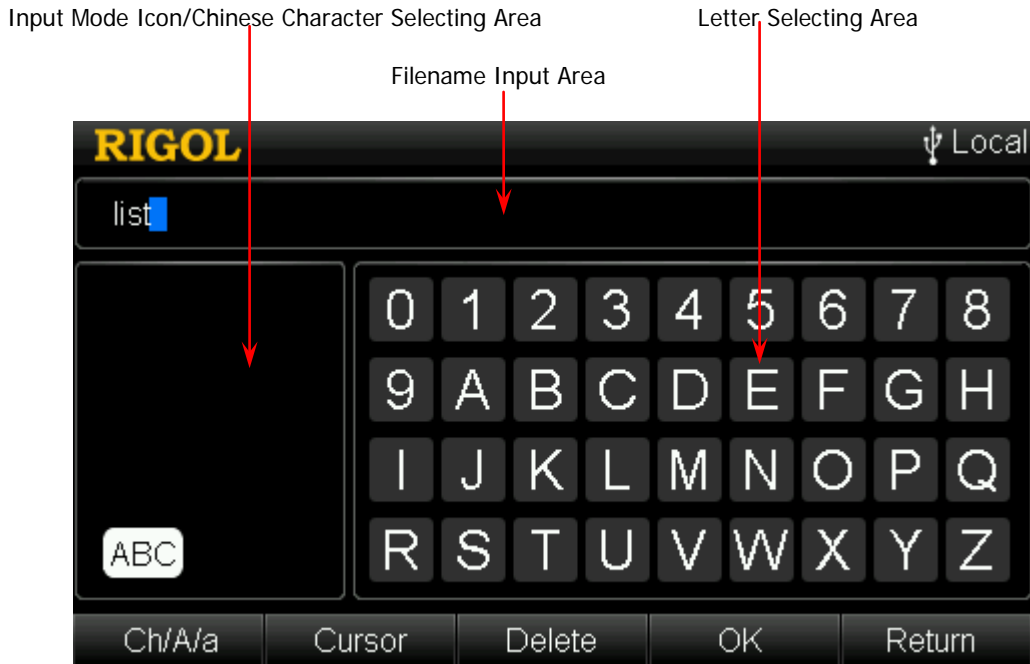 Input Mode Icon/Chinese Character Selecting Area Letter Selecting Area
Filename Input Area
RIGOL Local
list
0 1 2 3 4 5 6 7 8
9 A B C D E F G H
I J K L M N O P Q
ABC R S T U V W X Y Z
Ch/A/a Cursor Delete OK Return